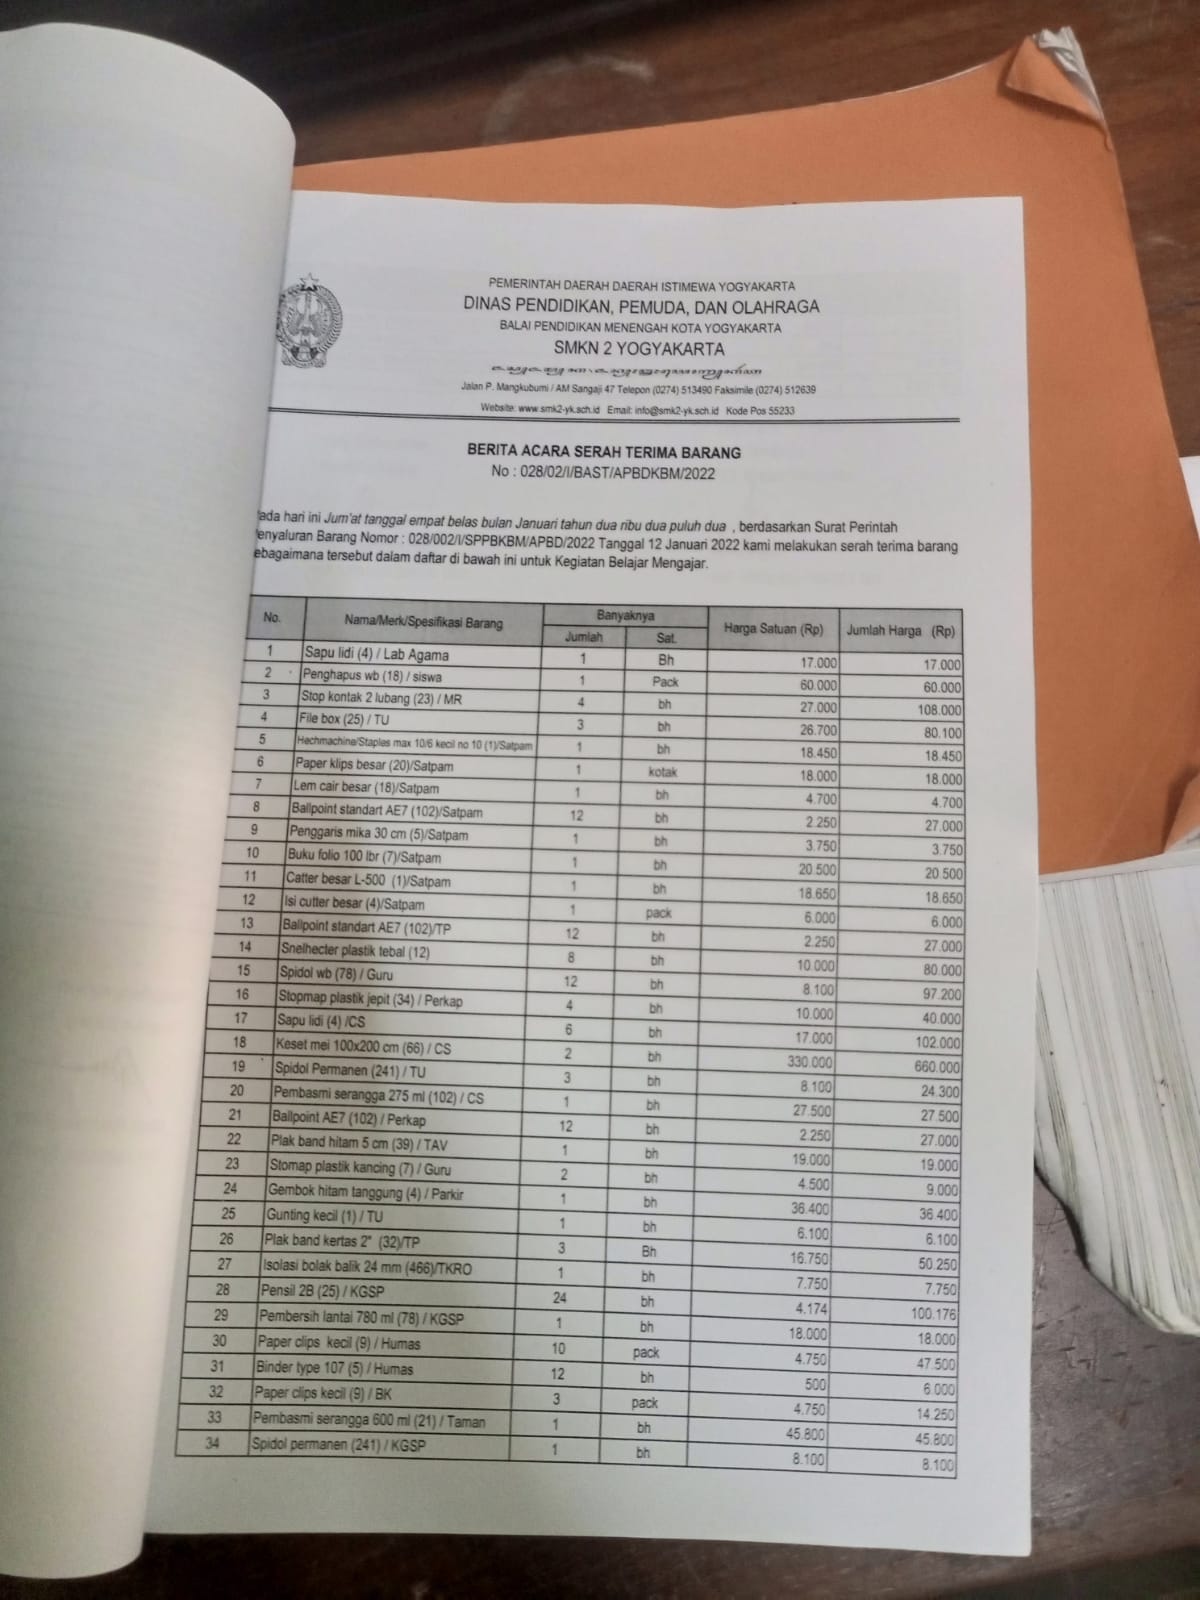 PEMERINTAH DAERAH DAERAH ISTIMEWA YOGYAKARTA
DINAS PENDIDIKAN, PEMUDA, DAN OLAHRAGA
BALAI PENDIDIKAN MENENGAH KOTA YOGYAKARTA
SMKN 2 YOGYAKARTA
Jalan P. Mangkubumi / AM Sangaji 47 Telepon (0274) 513490 Faksimile (0274) 512639
Website: www.smk2-yk.sch.id Email: info@smk2-yk.sch.id Kode Pos 55233
BERITA ACARA SERAH TERIMA BARANG
No : 028/02/I/BAST/APBDKBM/2022
ada hari ini Jum'at tanggal empat belas bulan Januari tahun dua ribu dua puluh dua , berdasarkan Surat Perintah
enyaluran Barang Nomor : 028/002/I/SPPBKBM/APBD/2022 Tanggal 12 Januari 2022 kami melakukan serah terima barang
ebagaimana tersebut dalam daftar di bawah ini untuk Kegiatan Belajar Mengajar.
No. Nama/Merk/Spesifikasi Barang Banyaknya Harga Satuan (Rp) Jumlah Harga (Rp)
Jumlah Sat.
1 Sapu lidi (4) / Lab Agama 1 Bh 17.000 17.000
2 Penghapus wb (18) / siswa 1 Pack 60.000 60.000
3 Stop kontak 2 lubang (23) / MR 4 bh 27.000 108.000
4 File box (25) / TU 3 bh 26.700 80.100
5 Hechmachine/Staples max 10/6 kecil no 10 (1)/Satpam 1 bh 18.450 18.450
6 Paper klips besar (20)/Satpam 1 kotak 18.000 18.000
7 Lem cair besar (18)/Satpam 1 bh 4.700 4.700
8 Ballpoint standart AE7 (102)/Satpam 12 bh 2.250 27.000
9 Penggaris mika 30 cm (5)/Satpam 1 bh 3.750 3.750
10 Buku folio 100 lbr (7)/Satpam 1 bh 20.500 20.500
11 Catter besar L-500 (1)/Satpam 1 bh 18.650 18.650
12 Isi cutter besar (4)/Satpam 1 pack 6.000 6.000
13 Ballpoint standart AE7 (102)/TP 12 bh 2.250 27.000
14 Snelhecter plastik tebal (12) 8 bh 10.000 80.000
15 Spidol wb (78) / Guru 12 bh 8.100 97.200
16 Stopmap plastik jepit (34) / Perkap 4 bh 10.000 40.000
17 Sapu lidi (4) /CS 6 bh 17.000 102.000
18 Keset mei 100x200 cm (66) / CS 2 bh 330.000 660.000
19 Spidol Permanen (241) / TU 3 bh 8.100 24.300
20 Pembasmi serangga 275 ml (102) / CS 1 bh 27.500 27.500
21 Ballpoint AE7 (102) / Perkap 12 bh 2.250 27.000
22 Plak band hitam 5 cm (39) / TAV 1 bh 19.000 19.000
23 Stomap plastik kancing (7) / Guru 2 bh 4.500 9.000
24 Gembok hitam tanggung (4) / Parkir 1 bh 36.400 36.400
25 Gunting kecil (1) / TU 1 bh 6.100 6.100
26 Plak band kertas 2" (32)/TP 3 Bh 16.750 50.250
27 Isolasi bolak balik 24 mm (466)/TKRO 1 bh 7.750 7.750
28 Pensil 2B (25) / KGSP 24 bh 4.174 100.176
29 Pembersih lantai 780 ml (78) / KGSP 1 bh 18.000 18.000
30 Paper clips kecil (9) / Humas 10 pack 4.750 47.500
31 Binder type 107 (5) / Humas 12 bh 500 6.000
32 Paper clips kecil (9) / BK 3 pack 4.750 14.250
33 Pembasmi serangga 600 ml (21) / Taman 1 bh 45.800 45.800
34 Spidol permanen (241) / KGSP 1 bh 8.100 8.100